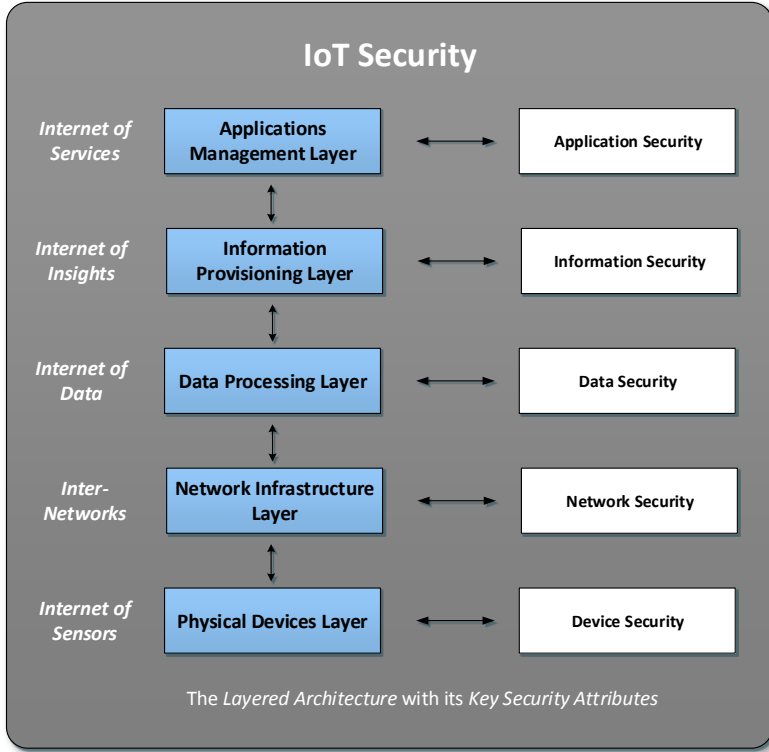 IoT Security
Internet of
Services
Applications
Management Layer
Application Security
Internet of
Insights
Information
Provisioning Layer
Information Security
Internet of
Data
Data Processing Layer
Data Security
Inter-
Networks
Network Infrastructure
Layer
Network Security
Internet of
Sensors
Physical Devices Layer
Device Security
The Layered Architecture with its Key Security Attributes